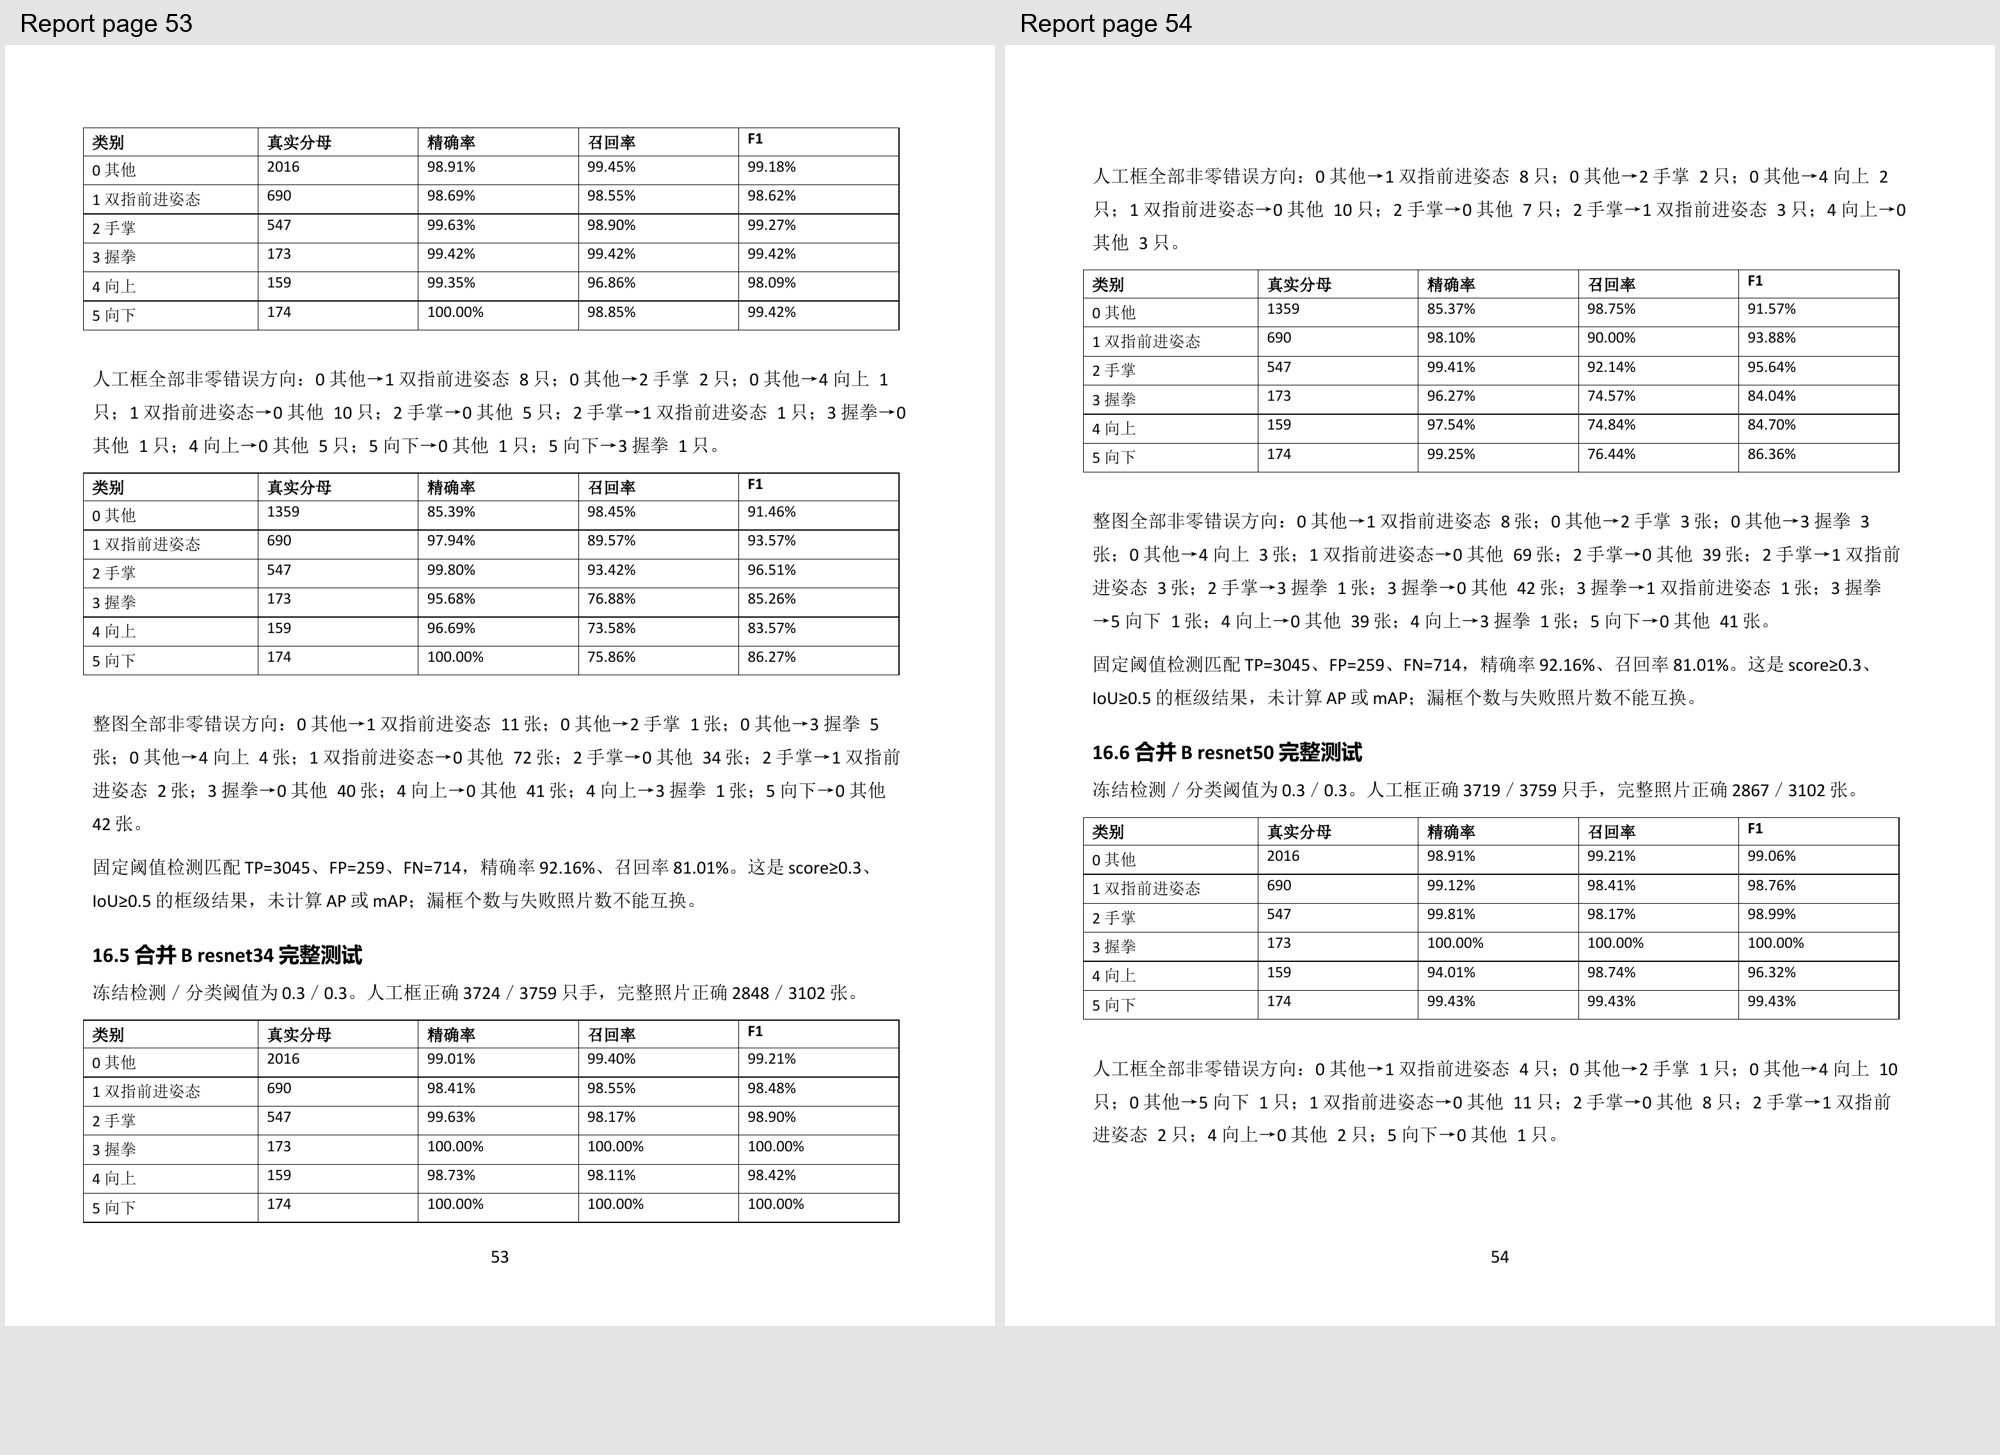 Report page 53
类别 真实分母 精确率 召回率 F1
0 其他 2016 98.91% 99.45% 99.18%
1 双指前进姿态 690 98.69% 98.55% 98.62%
2 手掌 547 99.63% 98.90% 99.27%
3 握拳 173 99.42% 99.42% 99.42%
4 向上 159 99.35% 96.86% 98.09%
5 向下 174 100.00% 98.85% 99.42%
人工框全部非零错误方向：0 其他→1 双指前进姿态 8 只；0 其他→2 手掌 2 只；0 其他→4 向上 1
只；1 双指前进姿态→0 其他 10 只；2 手掌→0 其他 5 只；2 手掌→1 双指前进姿态 1 只；3 握拳→0
其他 1 只；4 向上→0 其他 5 只；5 向下→0 其他 1 只；5 向下→3 握拳 1 只。
类别 真实分母 精确率 召回率 F1
0 其他 1359 85.39% 98.45% 91.46%
1 双指前进姿态 690 97.94% 89.57% 93.57%
2 手掌 547 99.80% 93.42% 96.51%
3 握拳 173 95.68% 76.88% 85.26%
4 向上 159 96.69% 73.58% 83.57%
5 向下 174 100.00% 75.86% 86.27%
整图全部非零错误方向：0 其他→1 双指前进姿态 11 张；0 其他→2 手掌 1 张；0 其他→3 握拳 5
张；0 其他→4 向上 4 张；1 双指前进姿态→0 其他 72 张；2 手掌→0 其他 34 张；2 手掌→1 双指前
进姿态 2 张；3 握拳→0 其他 40 张；4 向上→0 其他 41 张；4 向上→3 握拳 1 张；5 向下→0 其他
42 张。
固定阈值检测匹配 TP=3045、FP=259、FN=714，精确率 92.16%、召回率 81.01%。这是 score≥0.3、
IoU≥0.5 的框级结果，未计算 AP 或 mAP；漏框个数与失败照片数不能互换。
16.5 合并 B resnet34 完整测试
冻结检测 / 分类阈值为 0.3 / 0.3。人工框正确 3724 / 3759 只手，完整照片正确 2848 / 3102 张。
类别 真实分母 精确率 召回率 F1
0 其他 2016 99.01% 99.40% 99.21%
1 双指前进姿态 690 98.41% 98.55% 98.48%
2 手掌 547 99.63% 98.17% 98.90%
3 握拳 173 100.00% 100.00% 100.00%
4 向上 159 98.73% 98.11% 98.42%
5 向下 174 100.00% 100.00% 100.00%
53
Report page 54
人工框全部非零错误方向：0 其他→1 双指前进姿态 8 只；0 其他→2 手掌 2 只；0 其他→4 向上 2
只；1 双指前进姿态→0 其他 10 只；2 手掌→0 其他 7 只；2 手掌→1 双指前进姿态 3 只；4 向上→0
其他 3 只。
类别 真实分母 精确率 召回率 F1
0 其他 1359 85.37% 98.75% 91.57%
1 双指前进姿态 690 98.10% 90.00% 93.88%
2 手掌 547 99.41% 92.14% 95.64%
3 握拳 173 96.27% 74.57% 84.04%
4 向上 159 97.54% 74.84% 84.70%
5 向下 174 99.25% 76.44% 86.36%
整图全部非零错误方向：0 其他→1 双指前进姿态 8 张；0 其他→2 手掌 3 张；0 其他→3 握拳 3
张；0 其他→4 向上 3 张；1 双指前进姿态→0 其他 69 张；2 手掌→0 其他 39 张；2 手掌→1 双指前
进姿态 3 张；2 手掌→3 握拳 1 张；3 握拳→0 其他 42 张；3 握拳→1 双指前进姿态 1 张；3 握拳
→5 向下 1 张；4 向上→0 其他 39 张；4 向上→3 握拳 1 张；5 向下→0 其他 41 张。
固定阈值检测匹配 TP=3045、FP=259、FN=714，精确率 92.16%、召回率 81.01%。这是 score≥0.3、
IoU≥0.5 的框级结果，未计算 AP 或 mAP；漏框个数与失败照片数不能互换。
16.6 合并 B resnet50 完整测试
冻结检测 / 分类阈值为 0.3 / 0.3。人工框正确 3719 / 3759 只手，完整照片正确 2867 / 3102 张。
类别 真实分母 精确率 召回率 F1
0 其他 2016 98.91% 99.21% 99.06%
1 双指前进姿态 690 99.12% 98.41% 98.76%
2 手掌 547 99.81% 98.17% 98.99%
3 握拳 173 100.00% 100.00% 100.00%
4 向上 159 94.01% 98.74% 96.32%
5 向下 174 99.43% 99.43% 99.43%
人工框全部非零错误方向：0 其他→1 双指前进姿态 4 只；0 其他→2 手掌 1 只；0 其他→4 向上 10
只；0 其他→5 向下 1 只；1 双指前进姿态→0 其他 11 只；2 手掌→0 其他 8 只；2 手掌→1 双指前
进姿态 2 只；4 向上→0 其他 2 只；5 向下→0 其他 1 只。
54